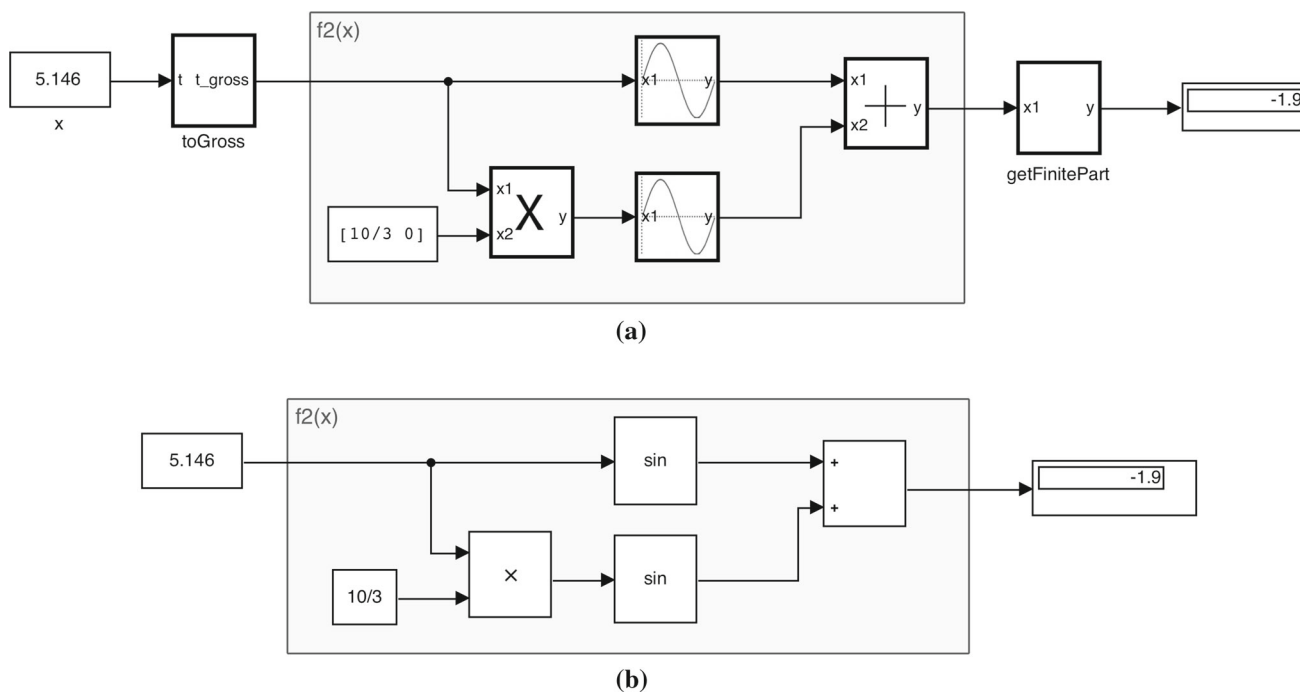 f2(x)
5.146
x
t t_gross
toGross
x1 y
x1
x2
y
x1 y
-1.9
getFinitePart
x1
x2
X
y
[10/3 0]
x1 y
(a)
f2(x)
5.146
sin
+
+
-1.9
10/3
×
sin
(b)